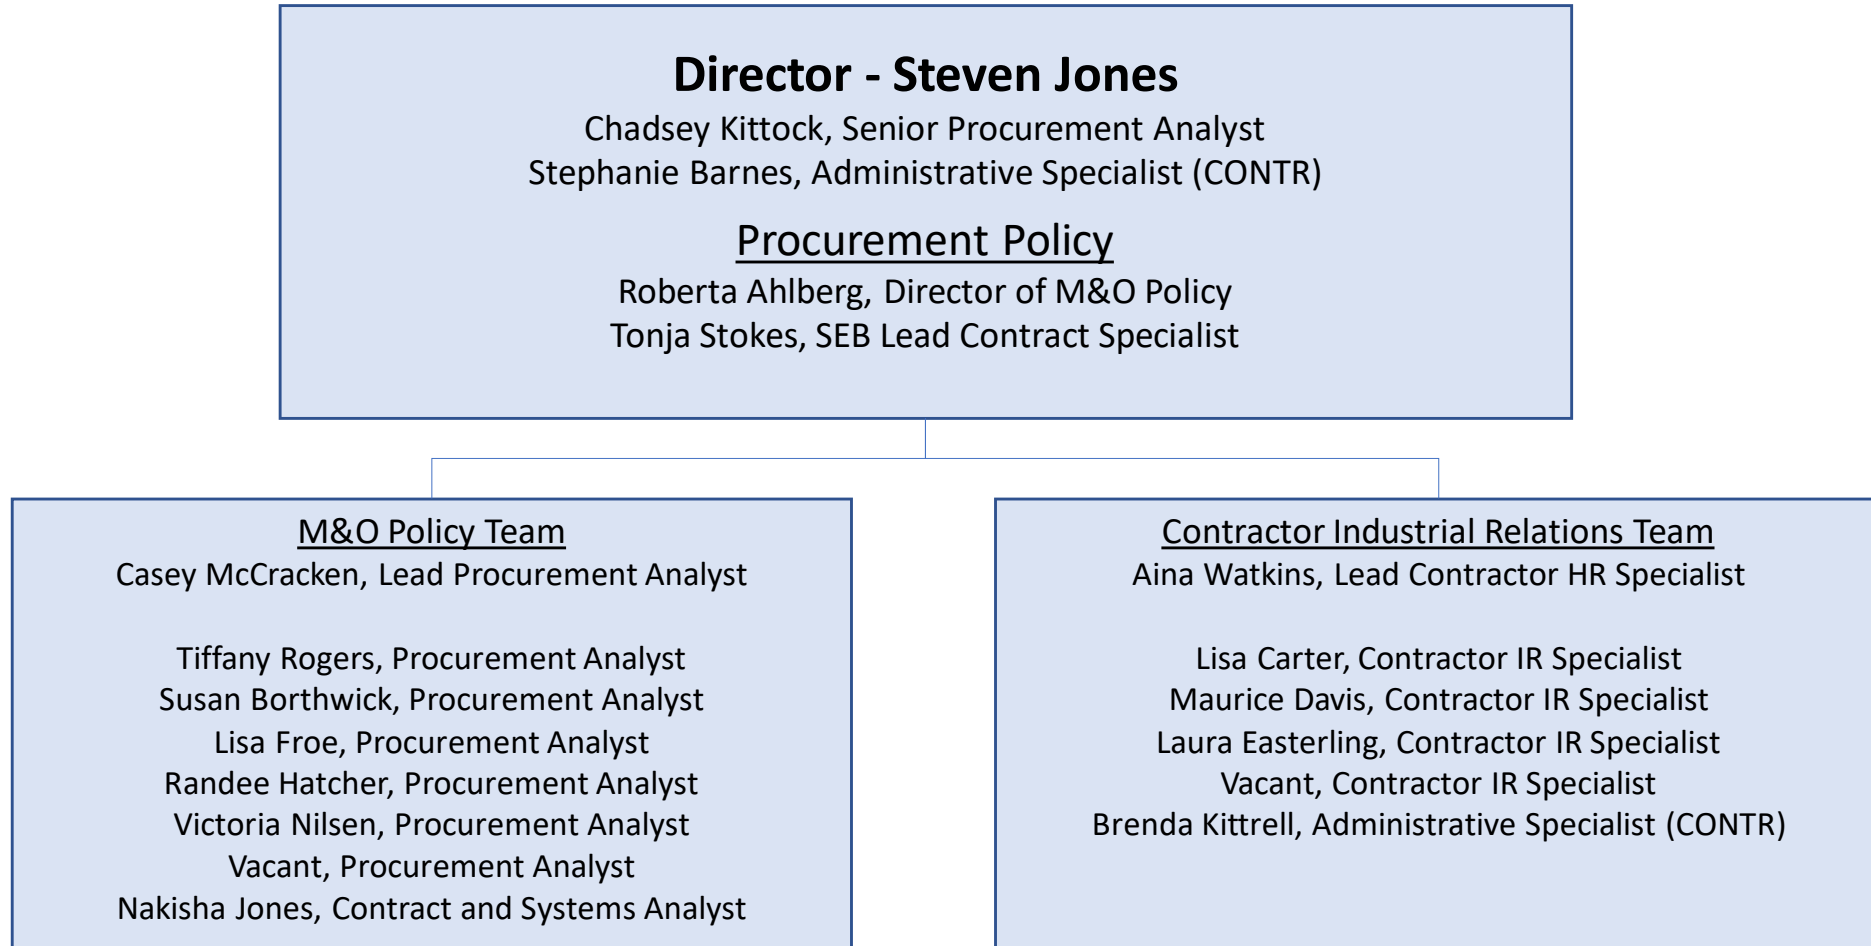 Director - Steven Jones
Chadsey Kittock, Senior Procurement Analyst
Stephanie Barnes, Administrative Specialist (CONTR)
Procurement Policy
Roberta Ahlberg, Director of M&O Policy
Tonja Stokes, SEB Lead Contract Specialist
M&O Policy Team
Casey McCracken, Lead Procurement Analyst
Tiffany Rogers, Procurement Analyst
Susan Borthwick, Procurement Analyst
Lisa Froe, Procurement Analyst
Randee Hatcher, Procurement Analyst
Victoria Nilsen, Procurement Analyst
Vacant, Procurement Analyst
Nakisha Jones, Contract and Systems Analyst
Contractor Industrial Relations Team
Aina Watkins, Lead Contractor HR Specialist
Lisa Carter, Contractor IR Specialist
Maurice Davis, Contractor IR Specialist
Laura Easterling, Contractor IR Specialist
Vacant, Contractor IR Specialist
Brenda Kittrell, Administrative Specialist (CONTR)